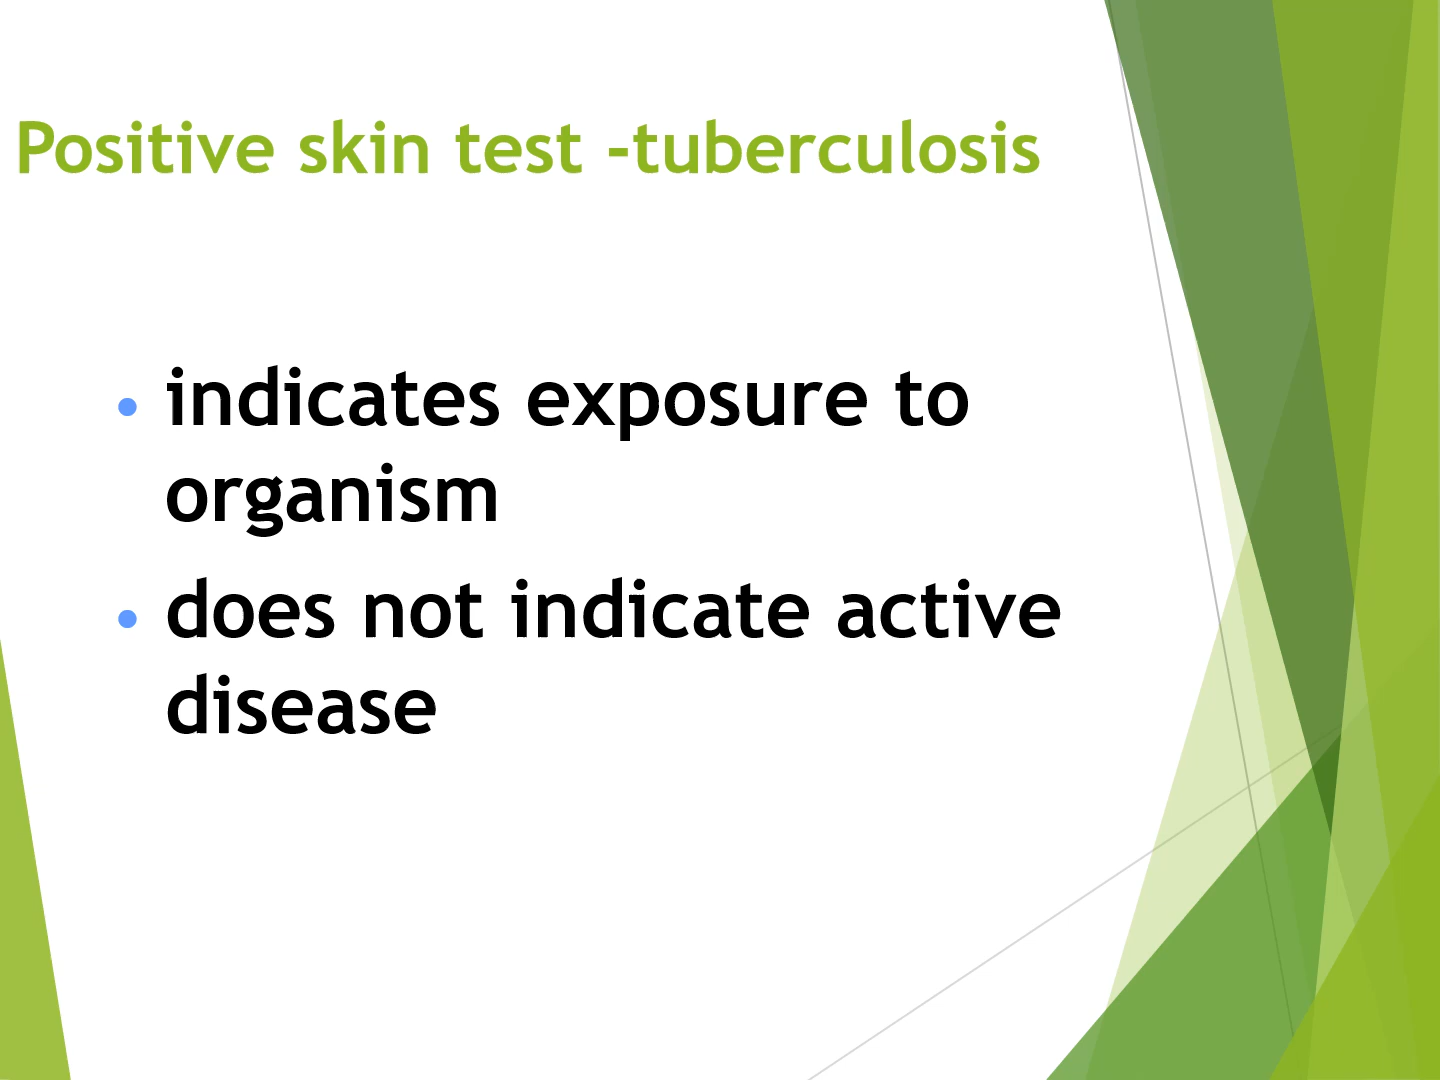 Positive skin test -tuberculosis
• indicates exposure to
organism
• does not indicate active
disease